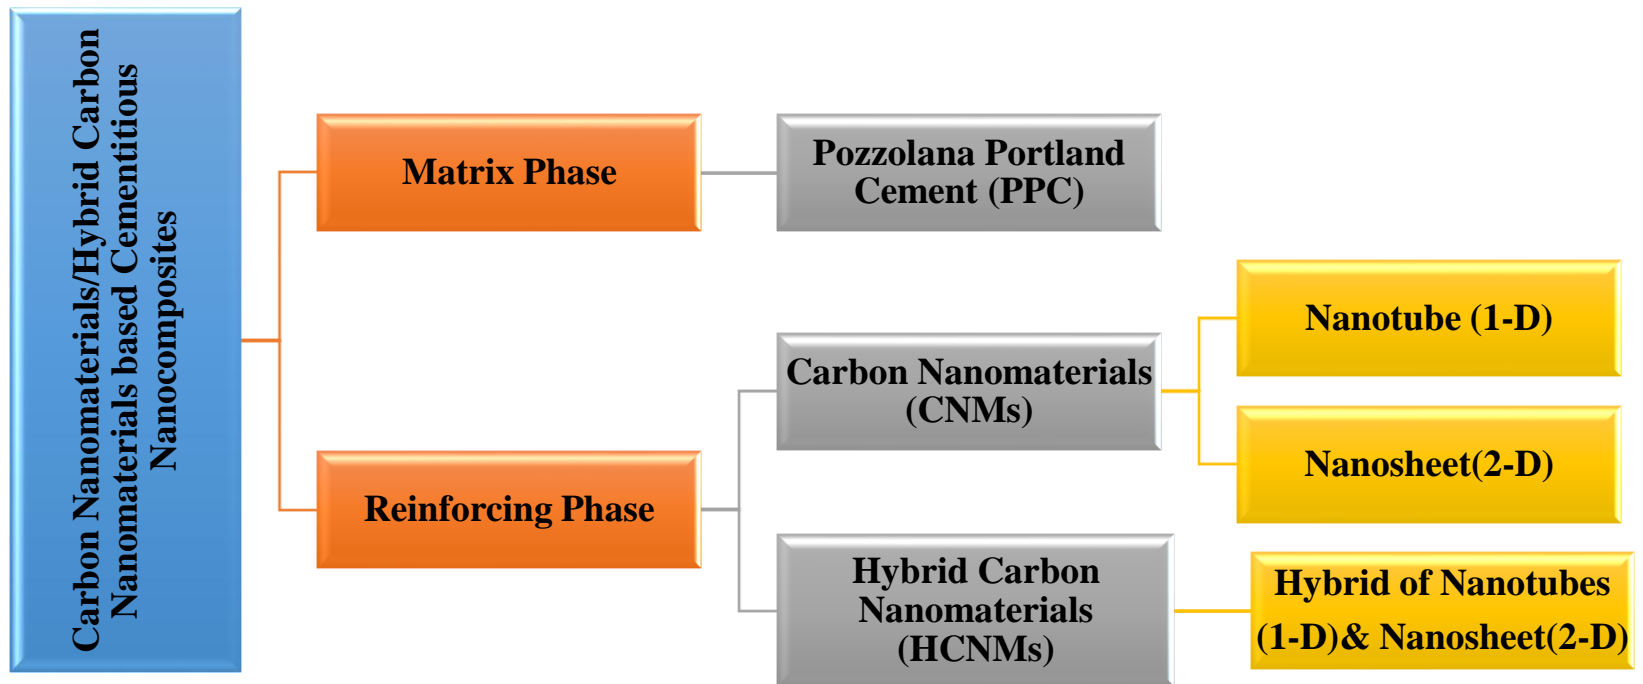 Carbon Nanomaterials/Hybrid Carbon
Nanomaterials based Cementitious
Nanocomposites
Matrix Phase
Pozzolana Portland
Cement (PPC)
Reinforcing Phase
Carbon Nanomaterials
(CNMs)
Nanotube (1-D)
Nanosheet(2-D)
Hybrid Carbon
Nanomaterials
(HCNMs)
Hybrid of Nanotubes
(1-D)& Nanosheet(2-D)